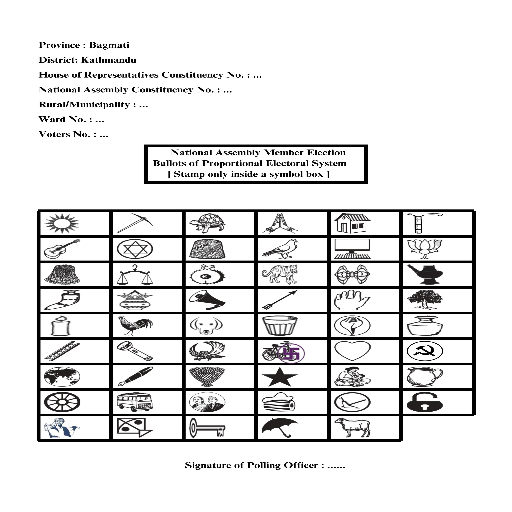 Province : Bagmati
District: Kathmandu
House of Representatives Constituency No. : ...
National Assembly Constituency No. : ...
Rural/Municipality : ...
Ward No. : ...
Voters No. : ...
National Assembly Member Election
Ballots of Proportional Electoral System
[ Stamp only inside a symbol box ]
Signature of Polling Officer : ......